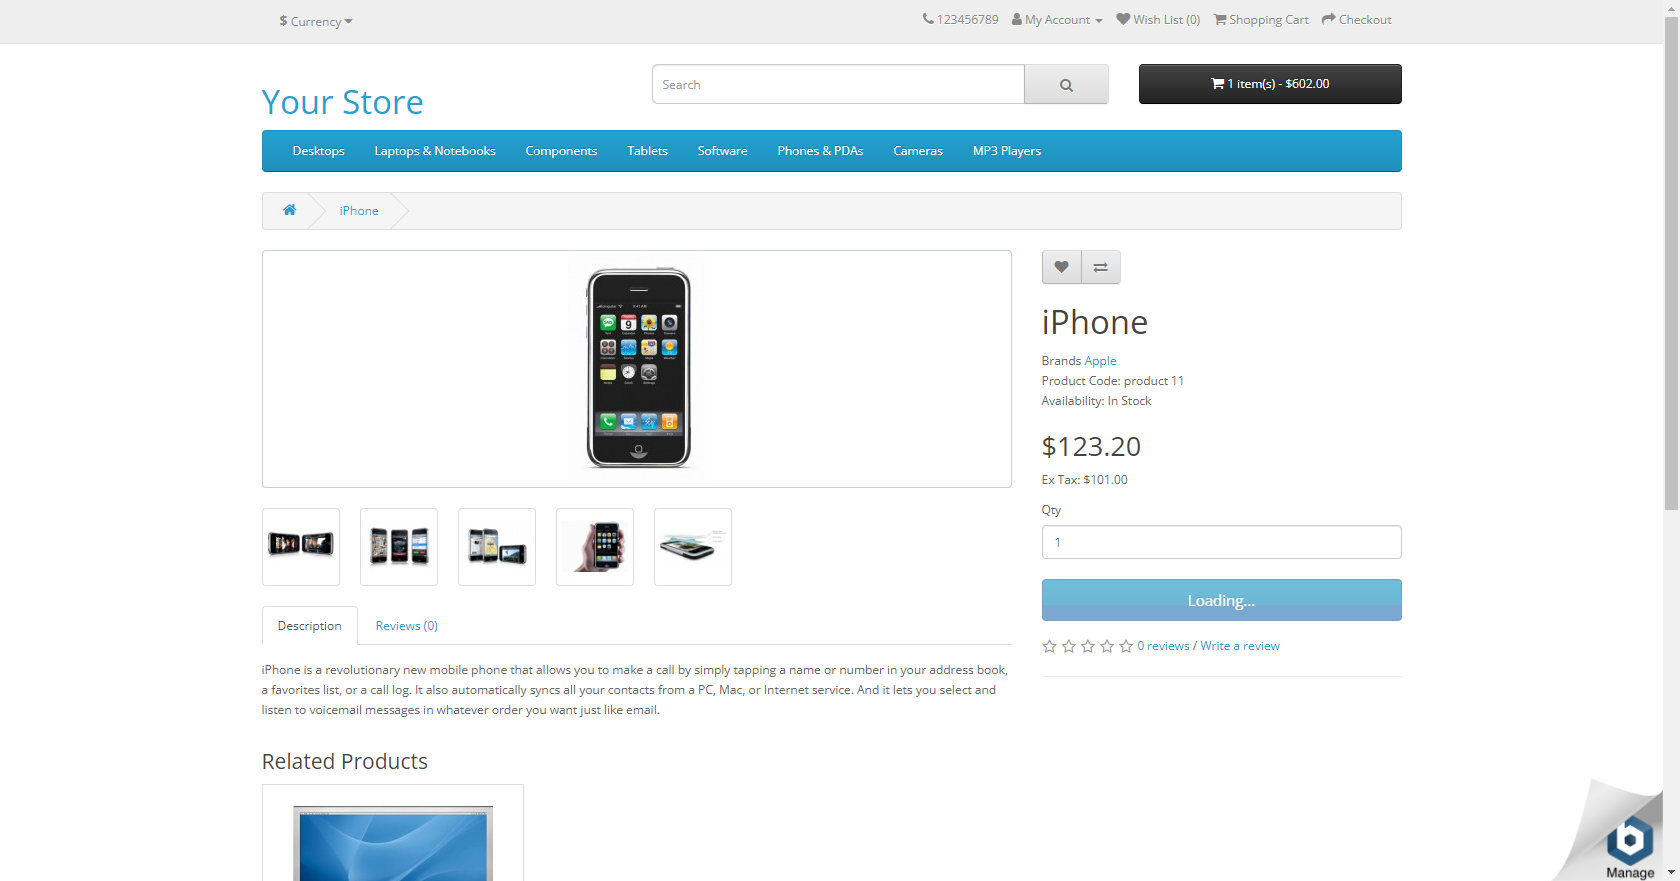 $ Currency
123456789 My Account Wish List (0) Shopping Cart Checkout
Your Store
Search
1 item(s) - $602.00
Desktops Laptops & Notebooks Components Tablets Software Phones & PDAs Cameras MP3 Players
iPhone
iPhone
Brands Apple
Product Code: product 11
Availability: In Stock
$123.20
Ex Tax: $101.00
Qty
1
Loading...
0 reviews / Write a review
Description Reviews (0)
iPhone is a revolutionary new mobile phone that allows you to make a call by simply tapping a name or number in your address book,
a favorites list, or a call log. It also automatically syncs all your contacts from a PC, Mac, or Internet service. And it lets you select and
listen to voicemail messages in whatever order you want just like email.
Related Products
Manage